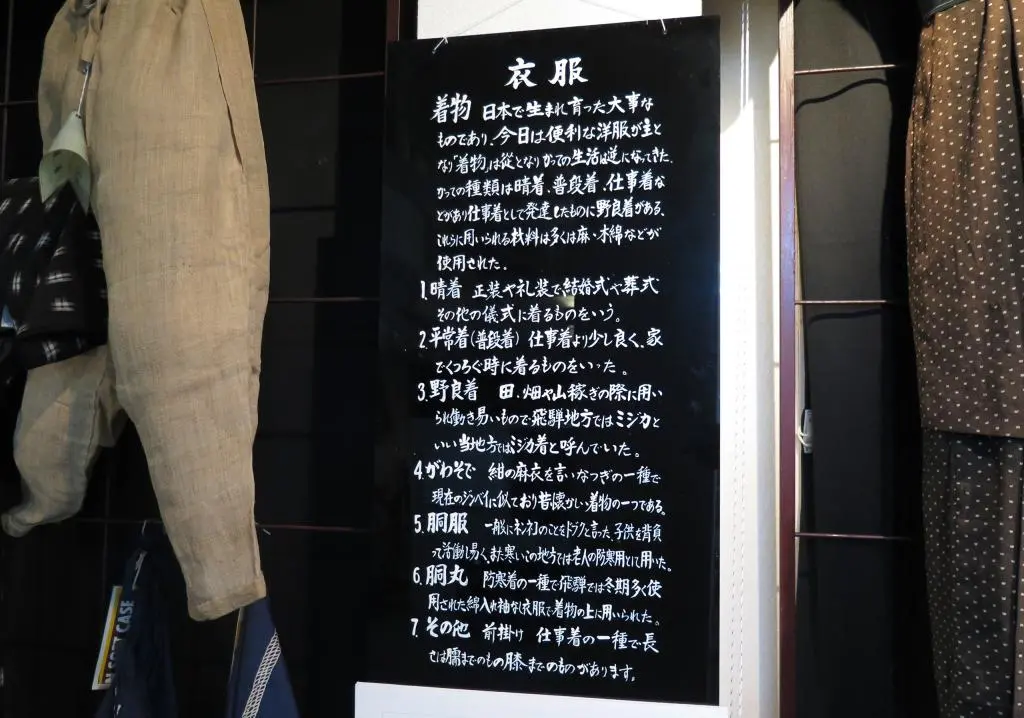 衣服
着物 日本で生まれ育った大事な
ものであり、今日は便利な洋服が主と
なり「着物」は従となりかつての生活は逆になってきた。
かつての種類は晴着、普段着、仕事着な
どがあり仕事着として発達したものに野良着がある。
これらに用いられる材料は多くは麻・木綿などが
使用された。
1.晴着 正装や礼装で、結婚式や葬式
その他の儀式に着るものをいう。
2.平常着(普段着) 仕事着より少し良く、家
でくつろぐ時に着るものをいった。
3.野良着 田、畑や山稼ぎの際に用い
られ働き易いもので飛騨地方ではミジカと
いい当地方ではミジカ着と呼んでいた。
4.がわそで 紺の麻衣を言いなつぎの一種で
現在のジンベイに似ており昔懐かしい着物の一つである。
5.胴服 一般にネンネコのことをドブクと言った。子供を背負
って活動し易く、また寒いこの地方では老人の防寒用として用いた。
6.胴丸 防寒着の一種で飛騨では冬期多く使
用された綿入れ袖なし衣服で着物の上に用いられた。
7.その他 前掛け 仕事着の一種で長
さは臑までのもの膝までのものがあります。
CASE